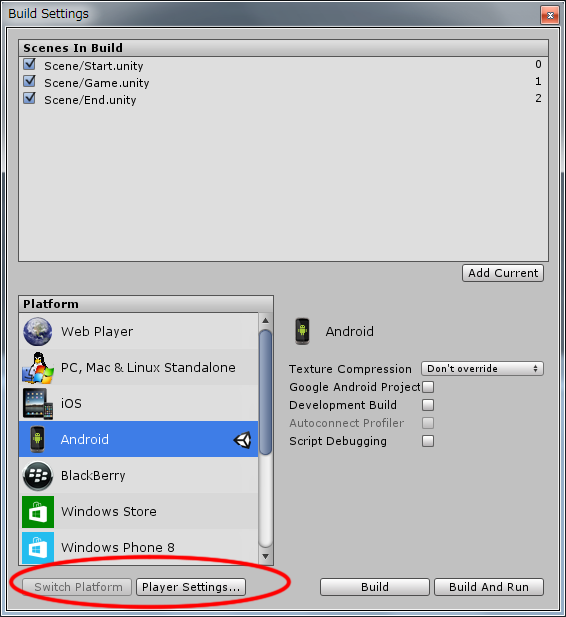 Build Settings
Scenes In Build
Scene/Start.unity 0
Scene/Game.unity 1
Scene/End.unity 2
Add Current
Platform
Web Player
PC, Mac & Linux Standalone
iOS
Android
BlackBerry
Windows Store
Windows Phone 8
Android
Texture Compression Don't override
Google Android Project
Development Build
Autoconnect Profiler
Script Debugging
Switch Platform Player Settings... Build Build And Run